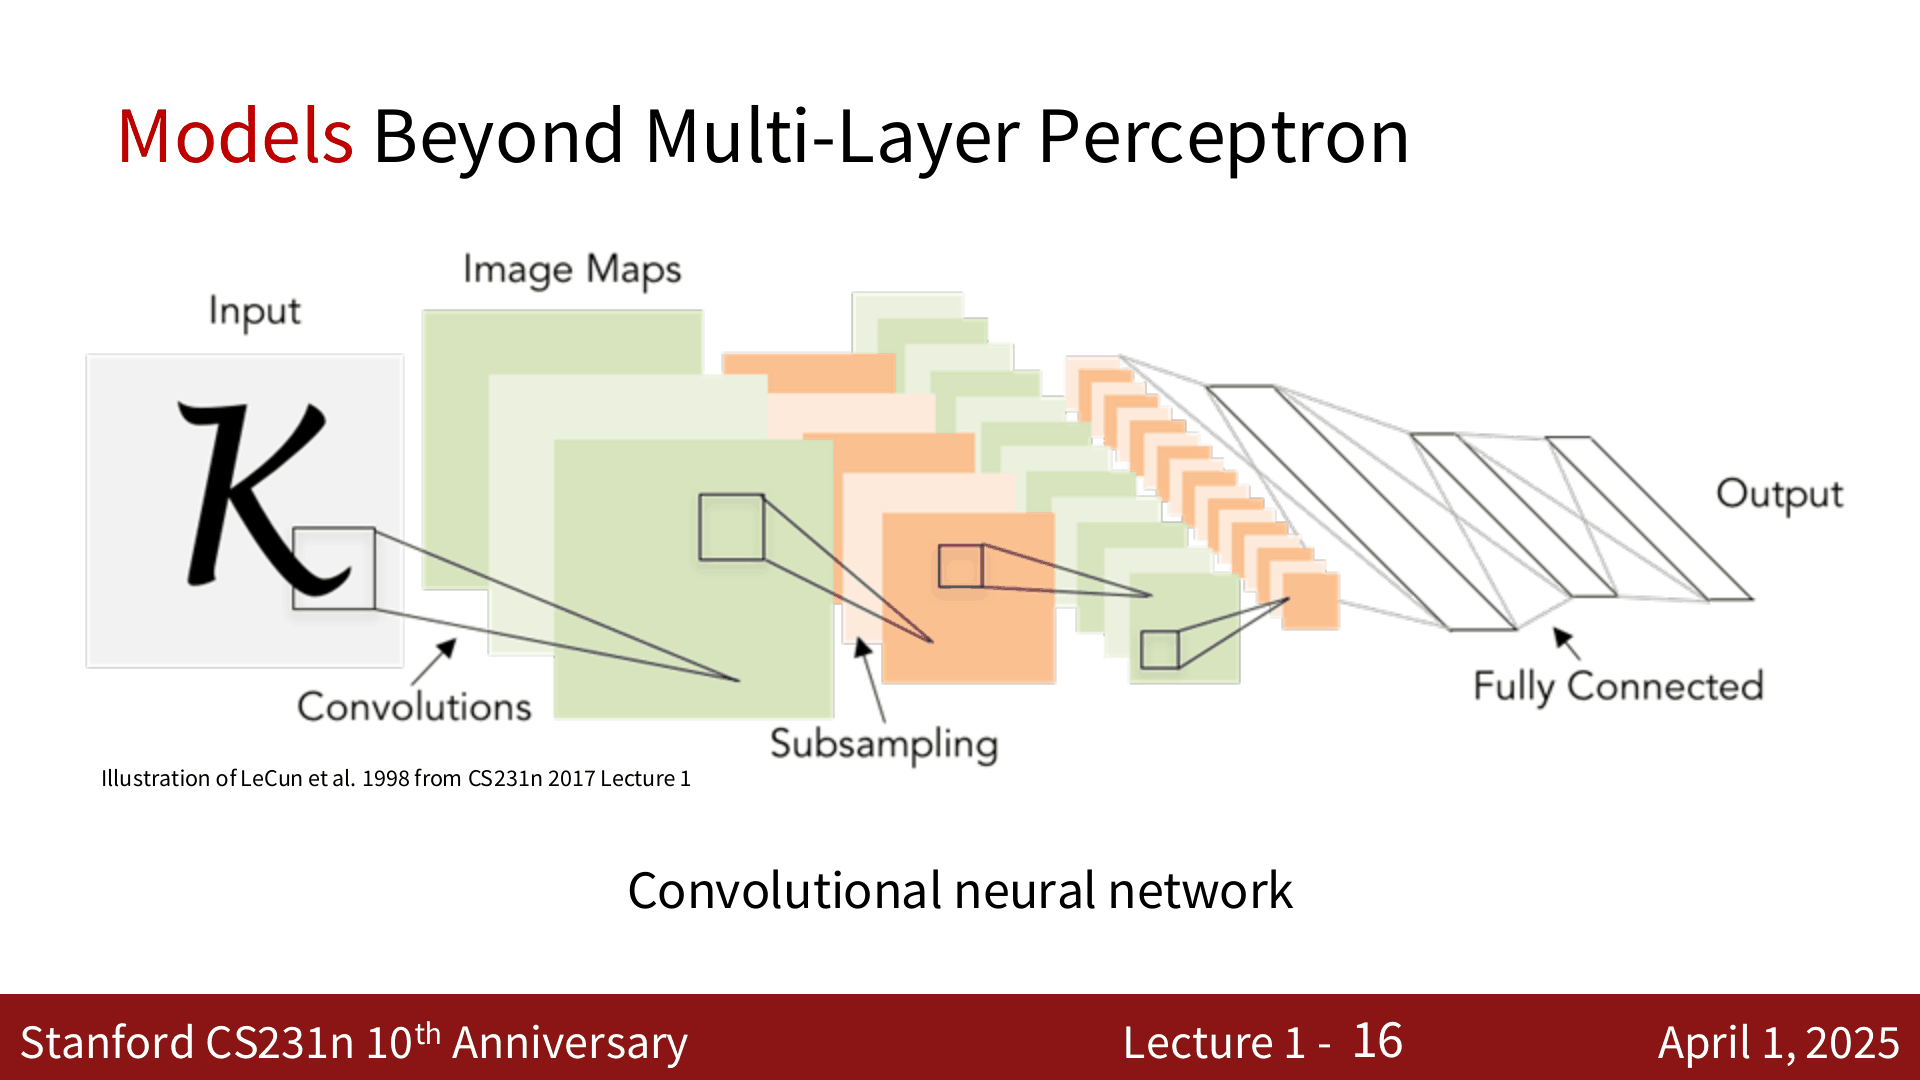 Models Beyond Multi-Layer Perceptron
Image Maps
Input
K
Output
Fully Connected
Convolutions
Subsampling
Illustration of LeCun et al. 1998 from CS231n 2017 Lecture 1
Convolutional neural network
Stanford CS231n 10th Anniversary
Lecture 1 - 16
April 1, 2025